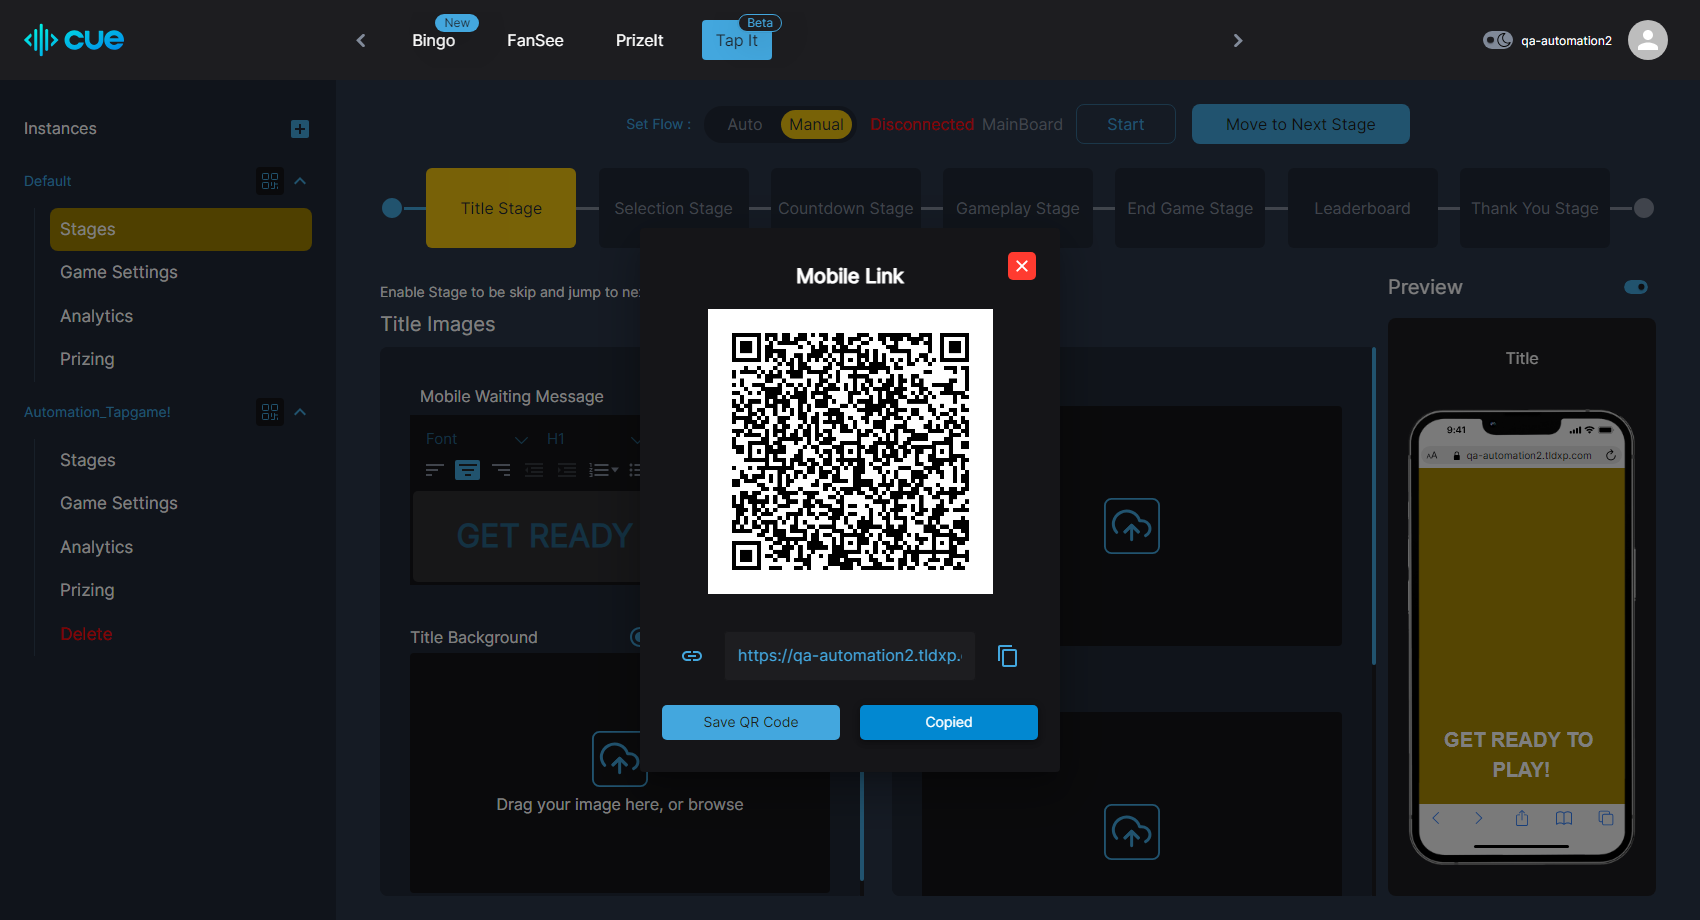 cue
New
Bingo
FanSee
PrizeIt
Beta
Tap It
qa-automation2
Instances
Default
Stages
Game Settings
Analytics
Prizing
Automation_Tapgame!
Stages
Game Settings
Analytics
Prizing
Delete
Set Flow :
Auto
Manual
Disconnected
MainBoard
Start
Move to Next Stage
Title Stage
Selection Stage
Countdown Stage
Gameplay Stage
End Game Stage
Leaderboard
Thank You Stage
Enable Stage to be skip and jump to
Title Images
Mobile Waiting Message
Font
H1
GET READY
Title Background
Drag your image here, or browse
Mobile Link
https://qa-automation2.tldxp.
Save QR Code
Copied
Preview
Title
9:41
AA
qa-automation2.tldxp.com
GET READY TO
PLAY!